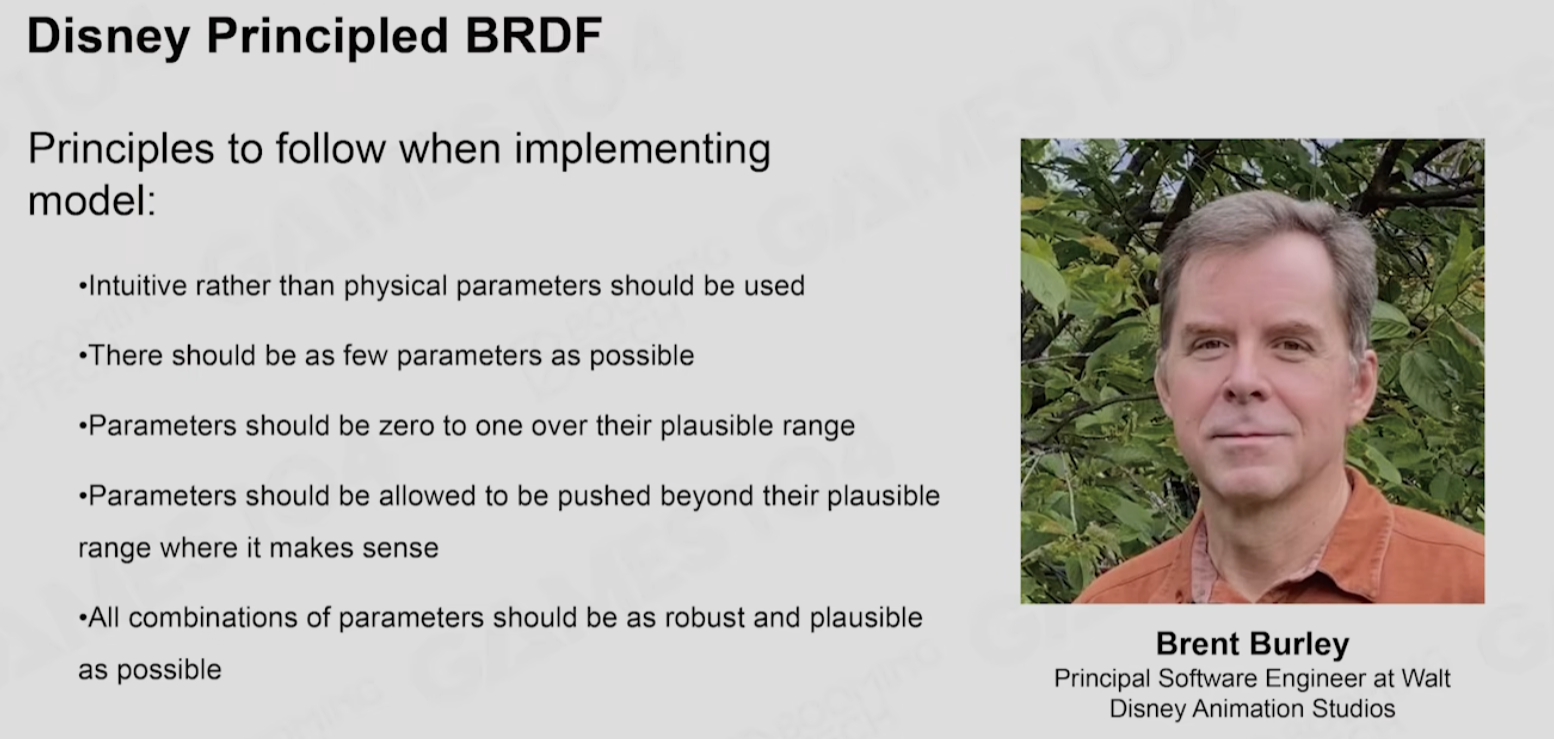 Disney Principled BRDF
Principles to follow when implementing
model:
•Intuitive rather than physical parameters should be used
•There should be as few parameters as possible
•Parameters should be zero to one over their plausible range
•Parameters should be allowed to be pushed beyond their plausible
range where it makes sense
•All combinations of parameters should be as robust and plausible
as possible
Brent Burley
Principal Software Engineer at Walt
Disney Animation Studios
GAMES104